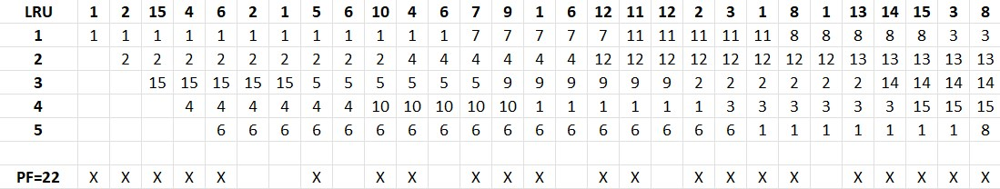 LRU 1 2 15 4 6 2 1 5 6 10 4 6 7 9 1 6 12 11 12 2 3 1 8 1 13 14 15 3 8
1 1 1 1 1 1 1 1 1 1 1 1 1 7 7 7 7 7 11 11 11 11 11 8 8 8 8 8 3 3
2 2 2 2 2 2 2 2 2 2 4 4 4 4 4 4 12 12 12 12 12 12 12 12 13 13 13 13 13
3 15 15 15 15 15 5 5 5 5 5 5 9 9 9 9 9 9 2 2 2 2 2 2 14 14 14 14
4 4 4 4 4 4 4 10 10 10 10 10 1 1 1 1 1 1 3 3 3 3 3 3 15 15 15
5 6 6 6 6 6 6 6 6 6 6 6 6 6 6 6 6 6 1 1 1 1 1 1 1 8
PF=22 X X X X X X X X X X X X X X X X X X X X X X